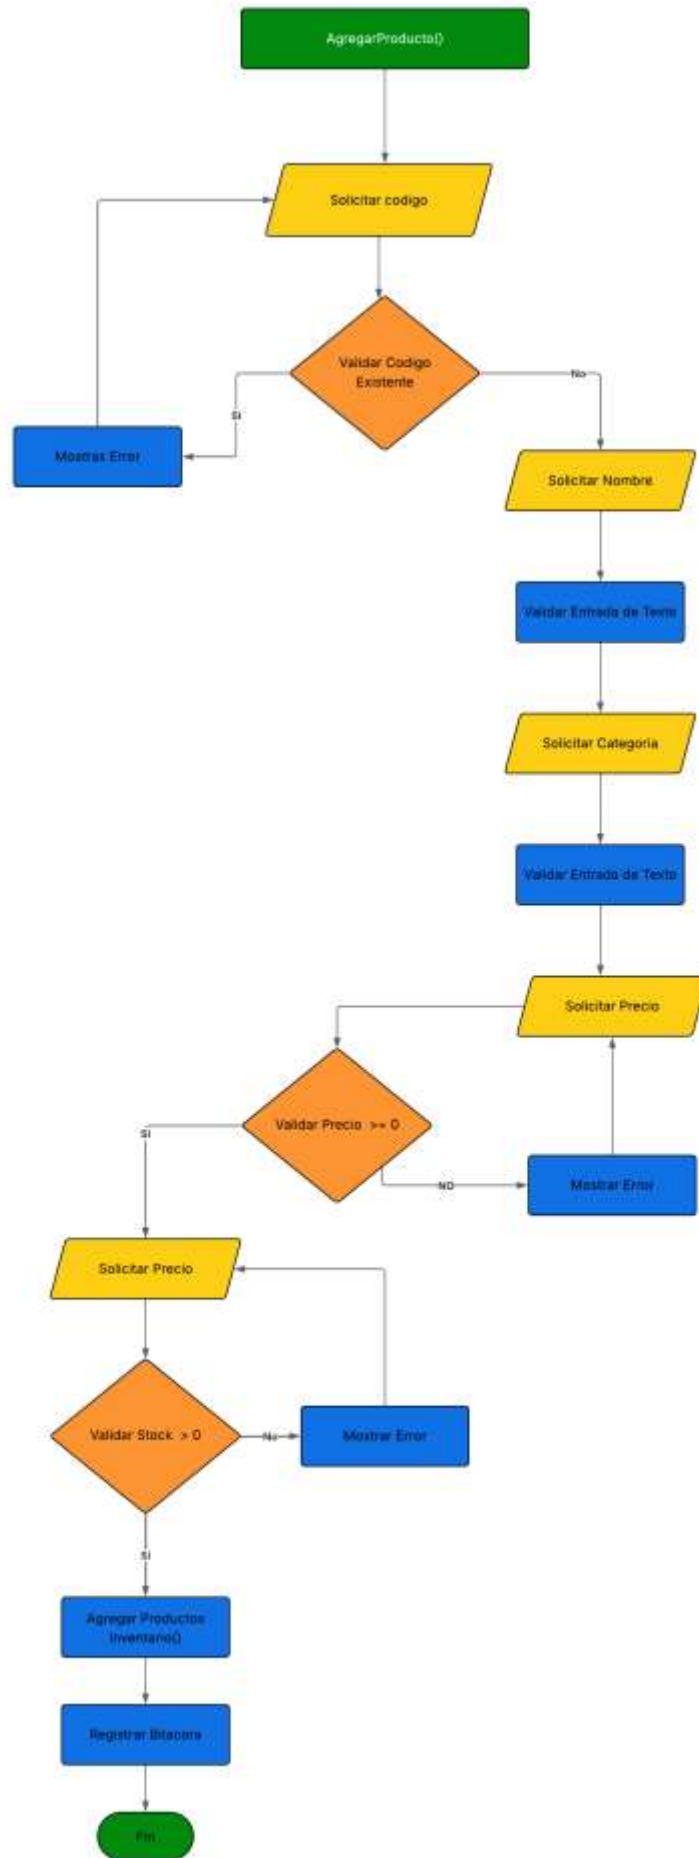 AgregarProducto()
Solicitar codigo
Validar Codigo
Existente
Si
No
Mostras Error
Solicitar Nombre
Validar Entrada de Texto
Solicitar Categoria
Validar Entrada de Texto
Solicitar Precio
Validar Precio >= 0
Si
NO
Mostrar Error
Solicitar Precio
Validar Stock > 0
No
Mostrar Error
Si
Agregar Productos
Inventario()
Registrar Bitacora
Fin